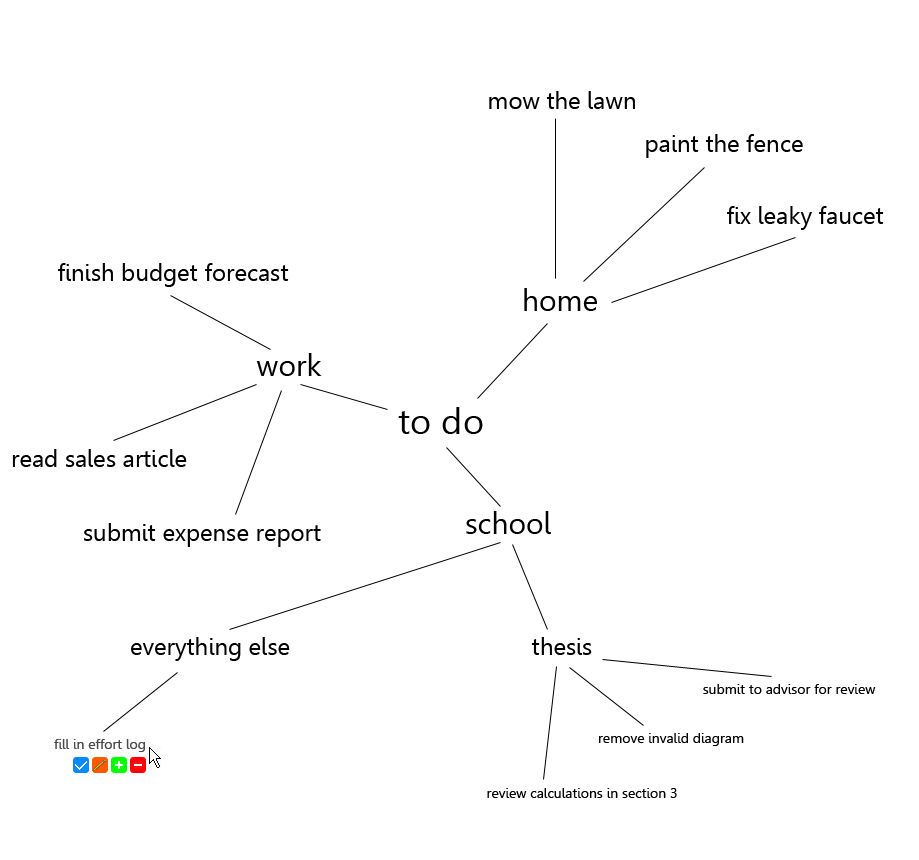 mow the lawn
paint the fence
fix leaky faucet
finish budget forecast
home
work
to do
read sales article
school
submit expense report
everything else
thesis
submit to advisor for review
remove invalid diagram
fill in effort log
review calculations in section 3